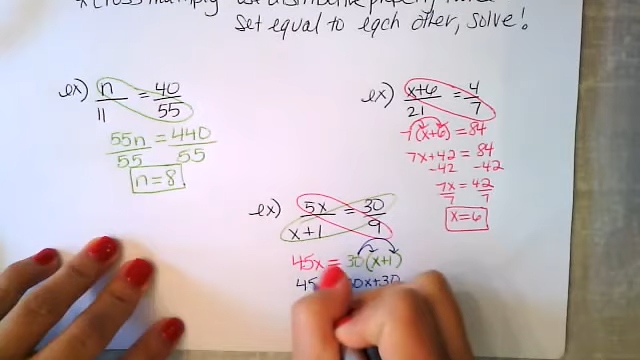 set equal to each other, solve!
ex) n/11 = 40/55
55n/55 = 440/55
n=8
ex) x+6/21 = 4/7
7(x+6) = 84
7x+42 = 84
-42 -42
7x/7 = 42/7
x=6
ex) 5x/x+1 = 30/9
45x = 30(x+1)
45 0x+30